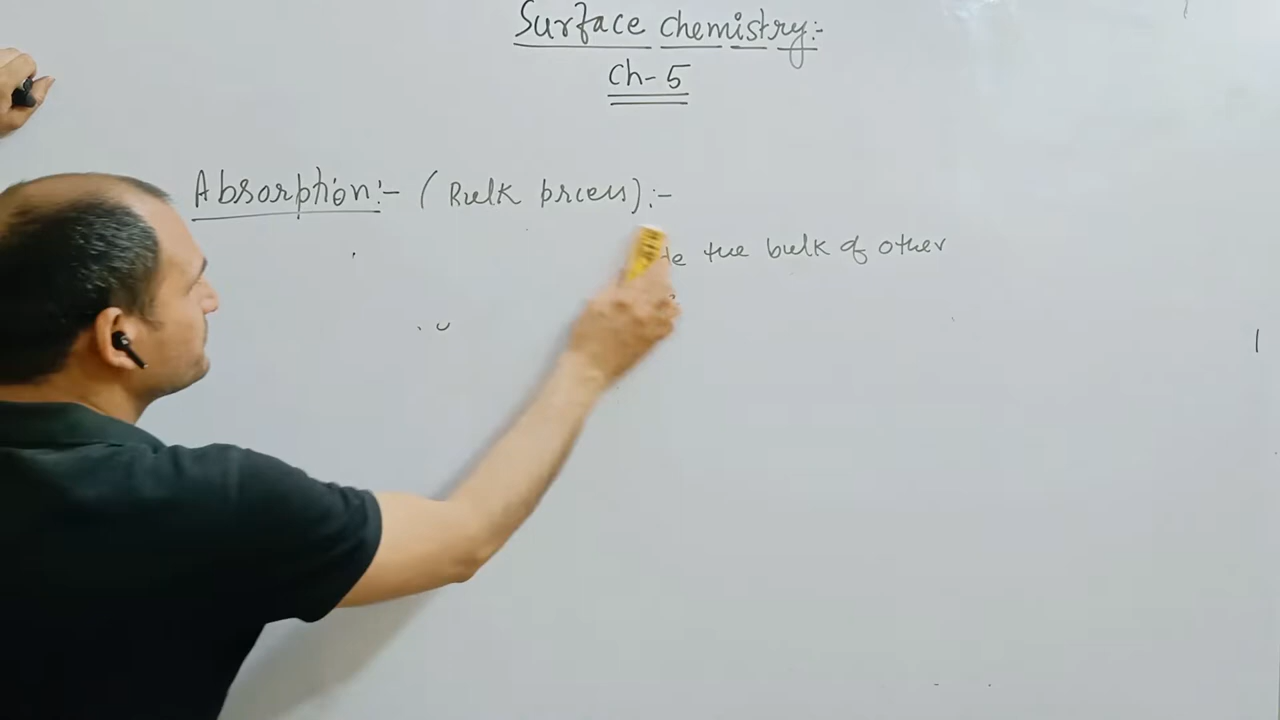 Surface chemistry:-
Ch-5
Absorption:- (Bulk process):-
the bulk of other